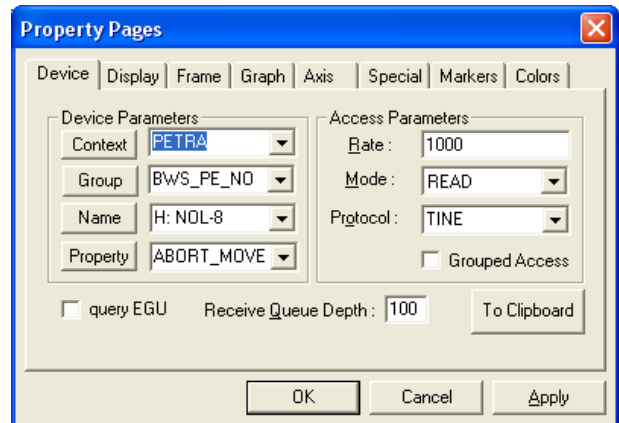 Property Pages
Device Display Frame Graph Axis Special Markers Colors
Device Parameters
Context PETRA
Group BWS_PE_NO
Name H: NOL-8
Property ABORT_MOVE
Access Parameters
Rate : 1000
Mode : READ
Protocol : TINE
Grouped Access
query EGU Receive Queue Depth : 100 To Clipboard
OK Cancel Apply